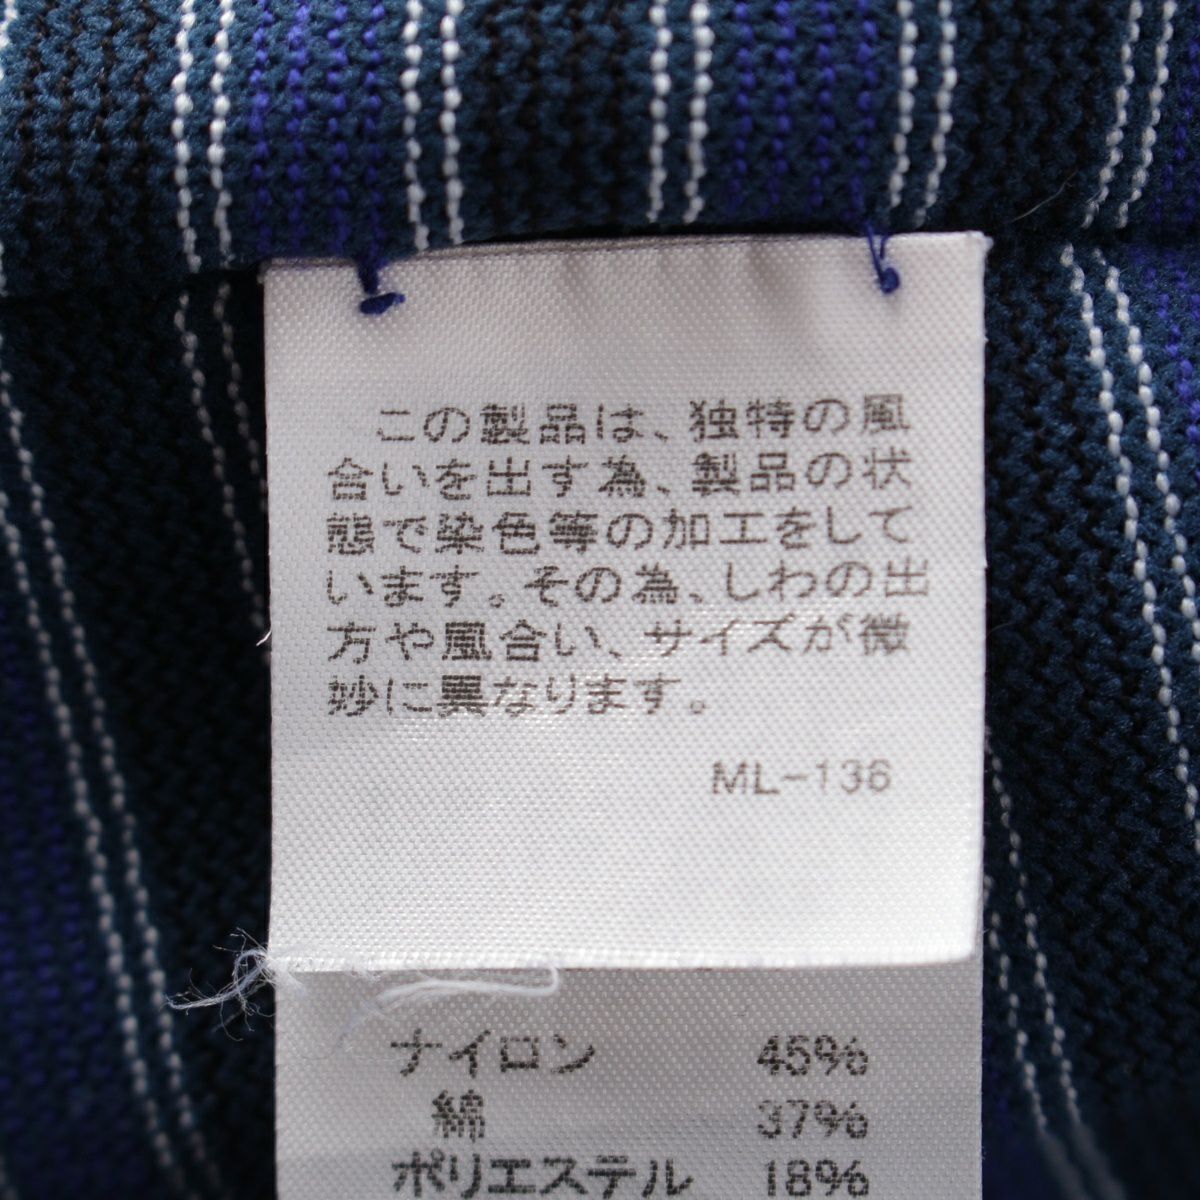 この製品は、独特の風
合いを出す為、製品の状
態で染色等の加工をして
います。その為、しわの出
方や風合い、サイズが微
妙に異なります。
ML-136
ナイロン 45%
綿 37%
ポリエステル 18%